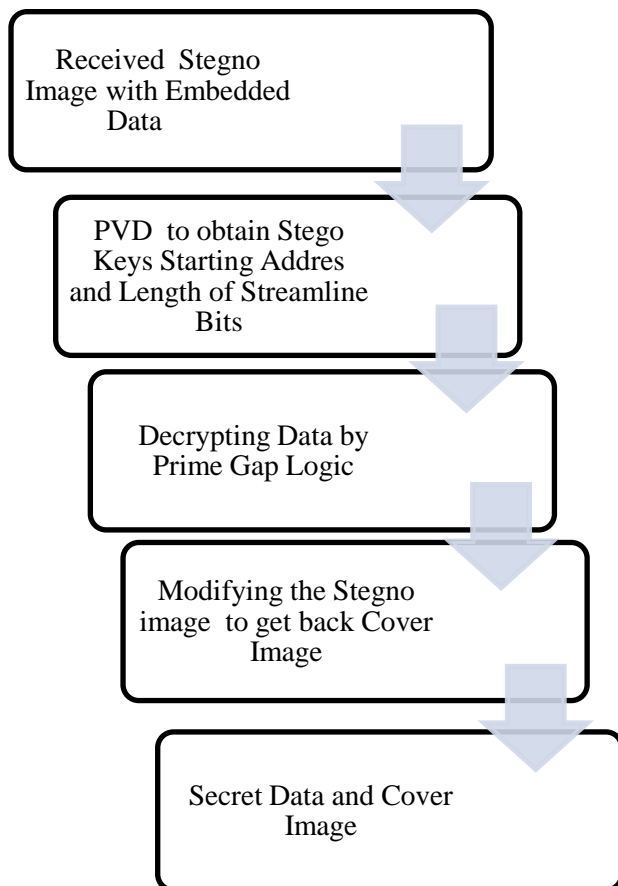 Received Stegno
Image with Embedded
Data
PVD to obtain Stego
Keys Starting Addres
and Length of Streamline
Bits
Decrypting Data by
Prime Gap Logic
Modifying the Stegno
image to get back Cover
Image
Secret Data and Cover
Image